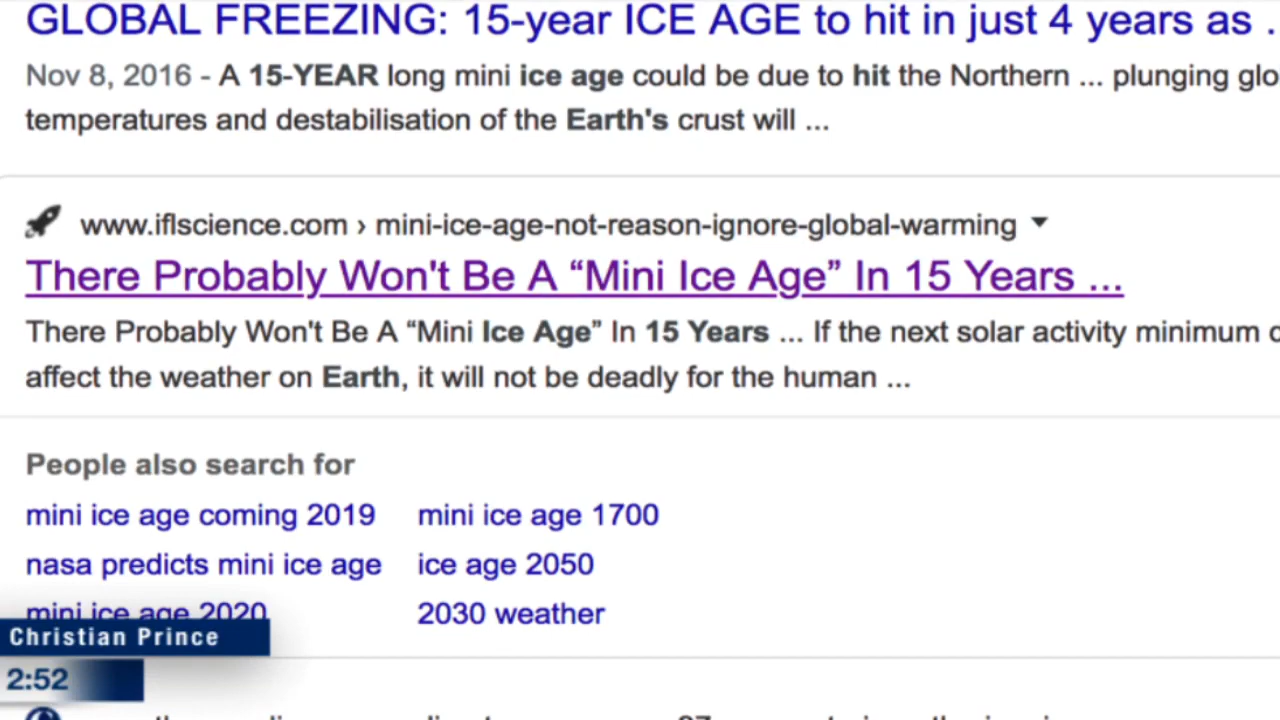 GLOBAL FREEZING: 15-year ICE AGE to hit in just 4 years as .
Nov 8, 2016 - A 15-YEAR long mini ice age could be due to hit the Northern ... plunging glo
temperatures and destabilisation of the Earth's crust will ...
www.iflscience.com › mini-ice-age-not-reason-ignore-global-warming
There Probably Won't Be A “Mini Ice Age” In 15 Years ...
There Probably Won't Be A “Mini Ice Age” In 15 Years ... If the next solar activity minimum
affect the weather on Earth, it will not be deadly for the human ...
People also search for
mini ice age coming 2019 mini ice age 1700
nasa predicts mini ice age ice age 2050
mini ice age 2020 2030 weather
Christian Prince
2:52